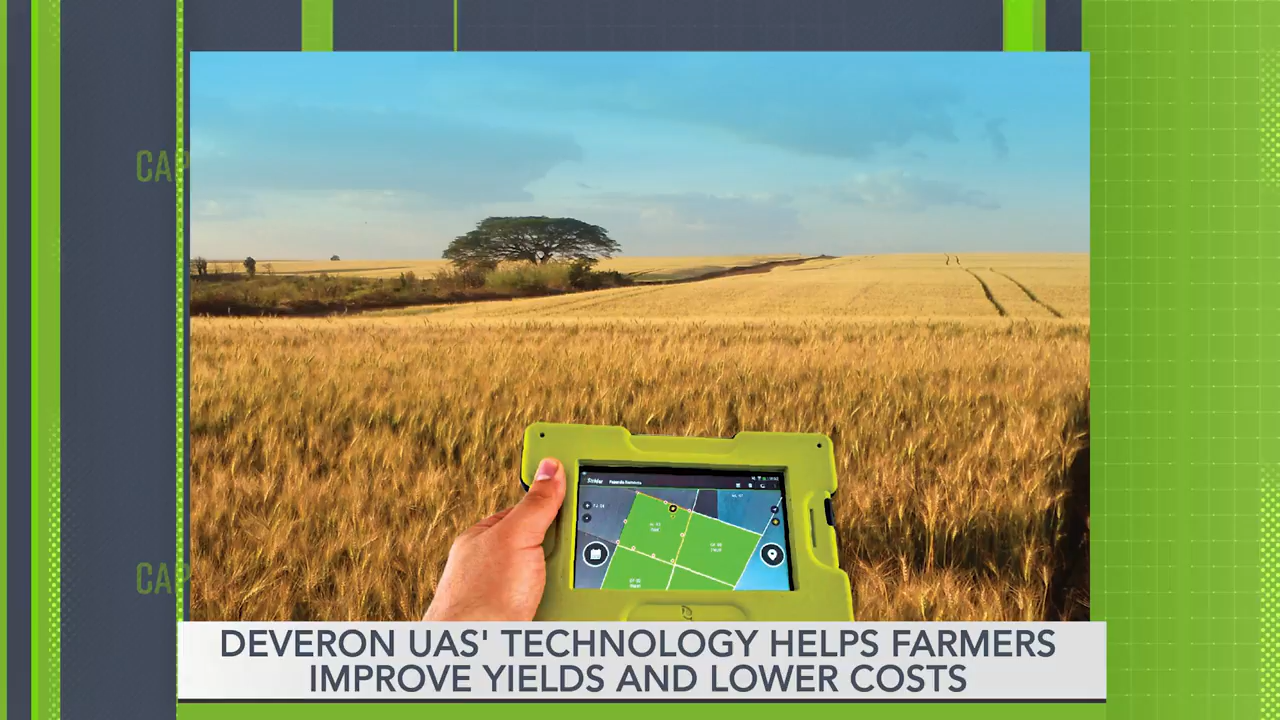 CAP
DEVERON UAS' TECHNOLOGY HELPS FARMERS
IMPROVE YIELDS AND LOWER COSTS
CAP